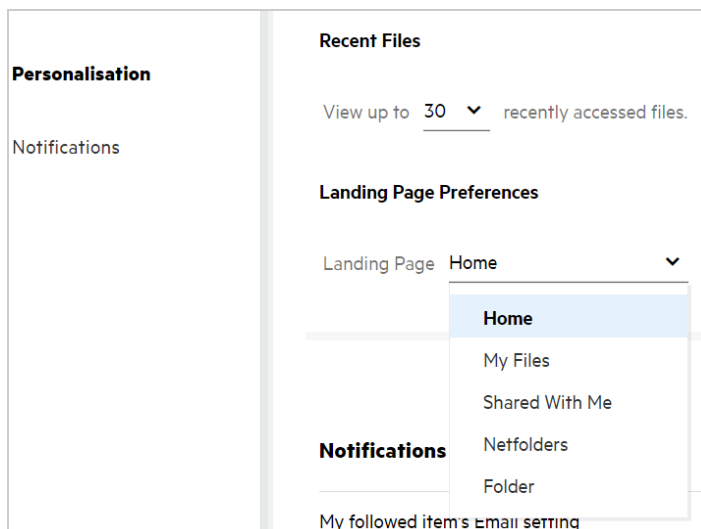 Personalisation
Notifications
Recent Files
View up to 30 recently accessed files.
Landing Page Preferences
Landing Page Home
Home
My Files
Shared With Me
Netfolders
Folder
Notifications
My followed item's Email setting